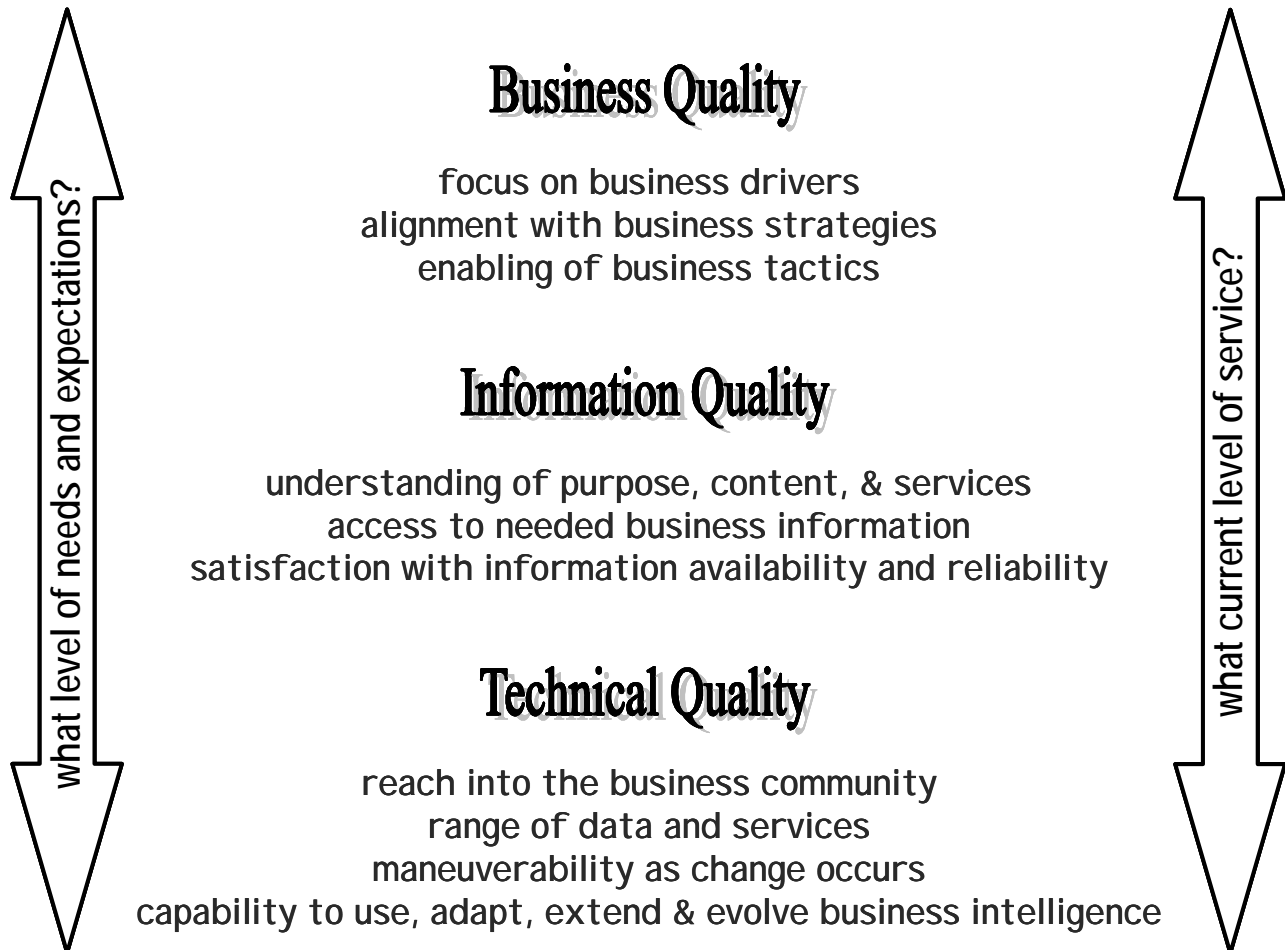 what level of needs and expectations?
Business Quality
focus on business drivers
alignment with business strategies
enabling of business tactics
Information Quality
understanding of purpose, content, & services
access to needed business information
satisfaction with information availability and reliability
Technical Quality
reach into the business community
range of data and services
maneuverability as change occurs
capability to use, adapt, extend & evolve business intelligence
what current level of service?